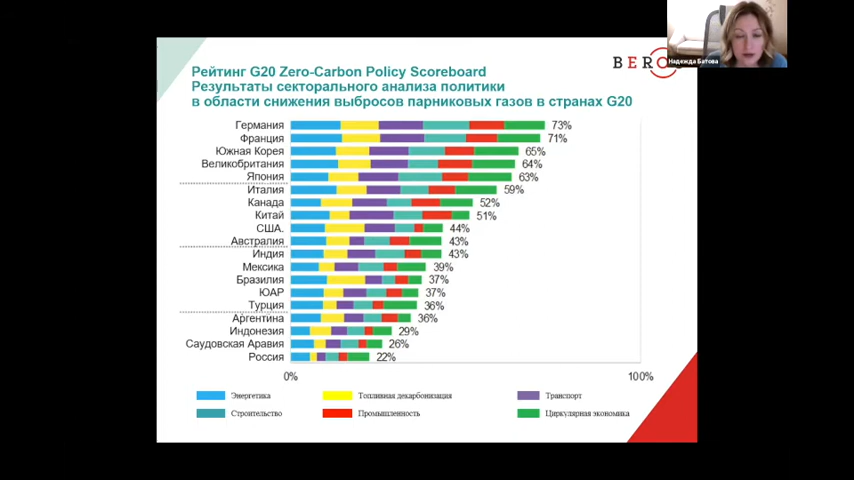 Надежда Батова
BERO
Рейтинг G20 Zero-Carbon Policy Scoreboard
Результаты секторального анализа политики
в области снижения выбросов парниковых газов в странах G20
Германия 73%
Франция 71%
Южная Корея 65%
Великобритания 64%
Япония 63%
Италия 59%
Канада 52%
Китай 51%
США. 44%
Австралия 43%
Индия 43%
Мексика 39%
Бразилия 37%
ЮАР 37%
Турция 36%
Аргентина 36%
Индонезия 29%
Саудовская Аравия 26%
Россия 22%
0% 100%
Энергетика Топливная декарбонизация Транспорт
Строительство Промышленность Циркулярная экономика